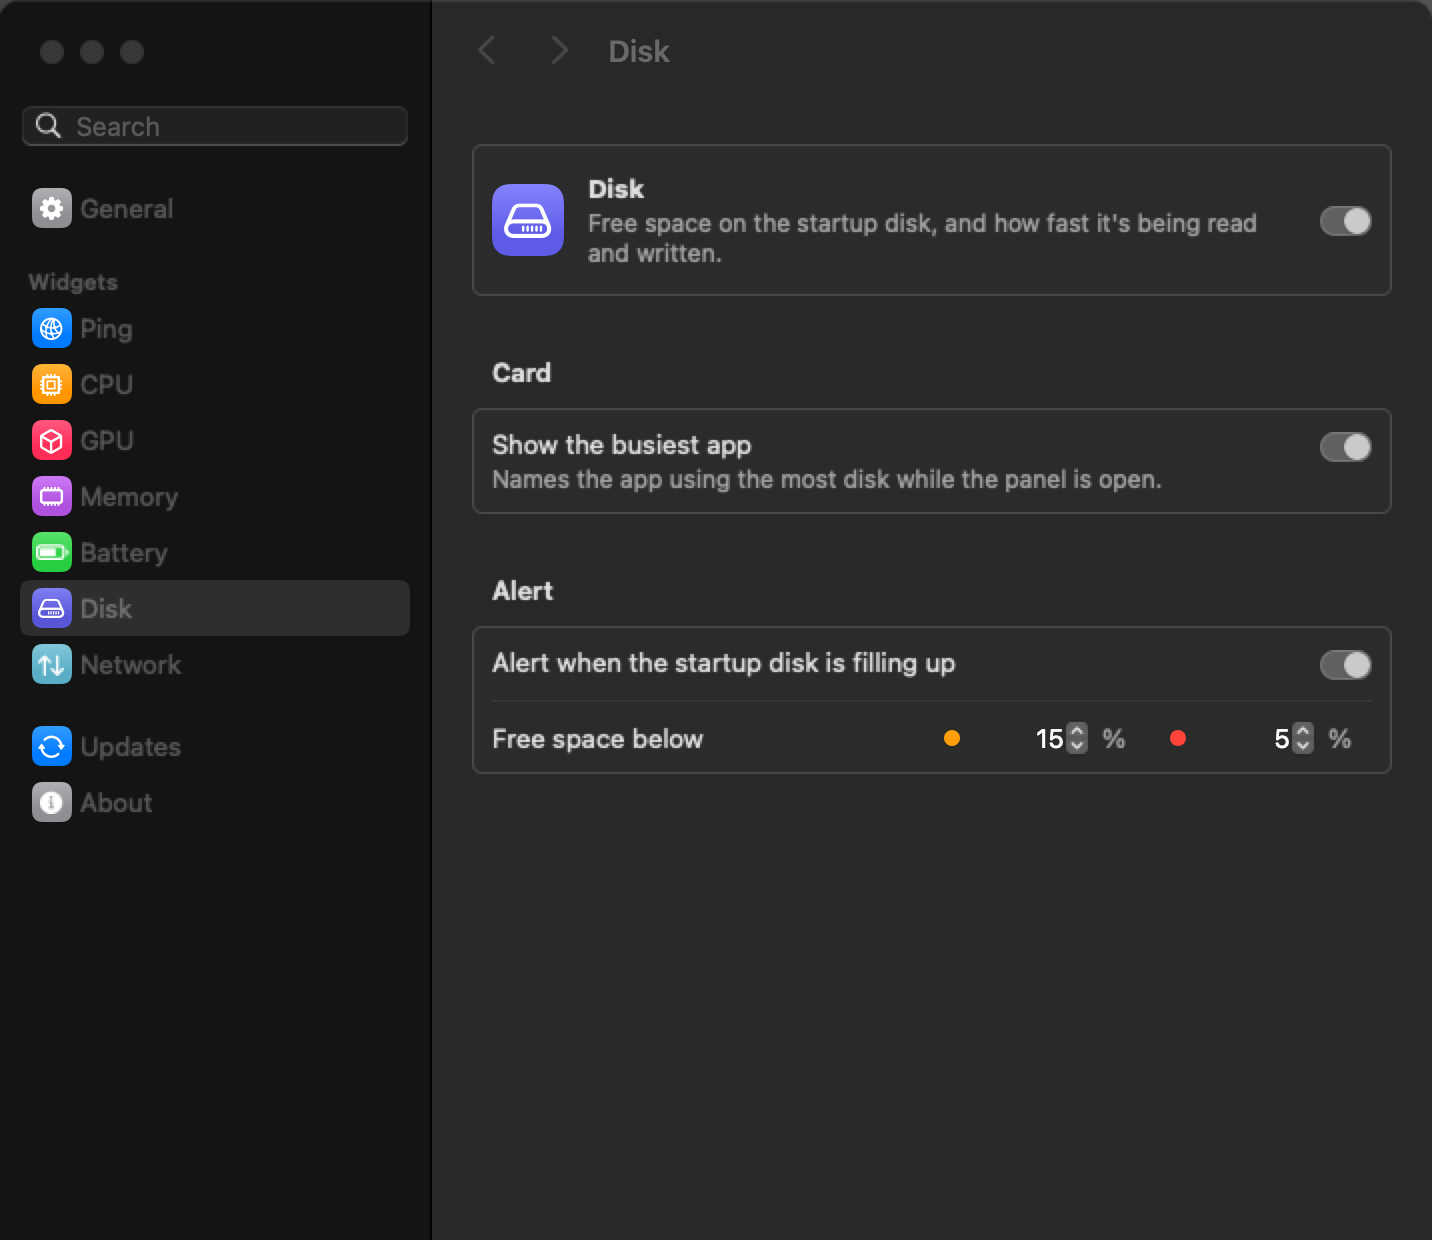 Disk
Search
General
Widgets
Ping
CPU
GPU
Memory
Battery
Disk
Network
Updates
About
Disk
Free space on the startup disk, and how fast it's being read
and written.
Card
Show the busiest app
Names the app using the most disk while the panel is open.
Alert
Alert when the startup disk is filling up
Free space below 15 % 5 %